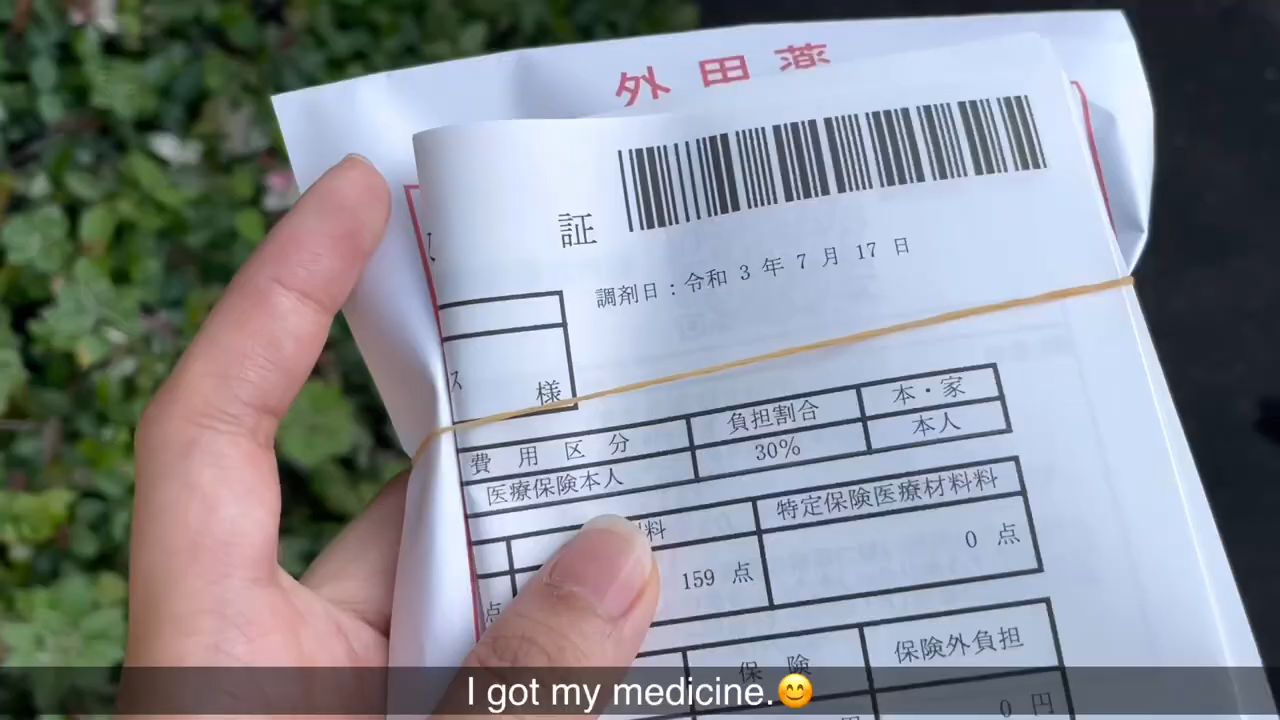 外田薬
証
調剤日：令和 3 年 7 月 17 日
ス
様
費用区分
負担割合
本・家
医療保険本人
30%
本人
料
特定保険医療材料料
点
159 点
0 点
保険
保険外負担
円
0 円
I got my medicine.😊